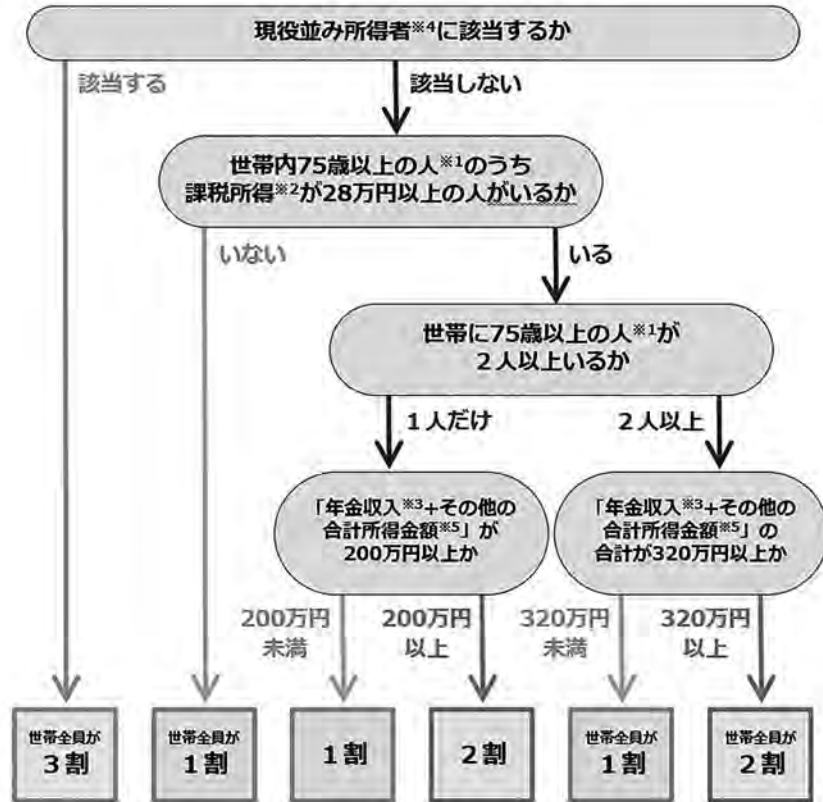 現役並み所得者※4に該当するか
該当する
該当しない
世帯内75歳以上の人※1のうち
課税所得※2が28万円以上の人がいるか
いない
いる
世帯に75歳以上の人※1が
２人以上いるか
１人だけ
２人以上
「年金収入※3+その他の
合計所得金額※5」が
200万円以上か
「年金収入※3+その他の
合計所得金額※5」の
合計が320万円以上か
200万円
未満
200万円
以上
320万円
未満
320万円
以上
世帯全員が
３割
世帯全員が
１割
１割
２割
世帯全員が
１割
世帯全員が
２割